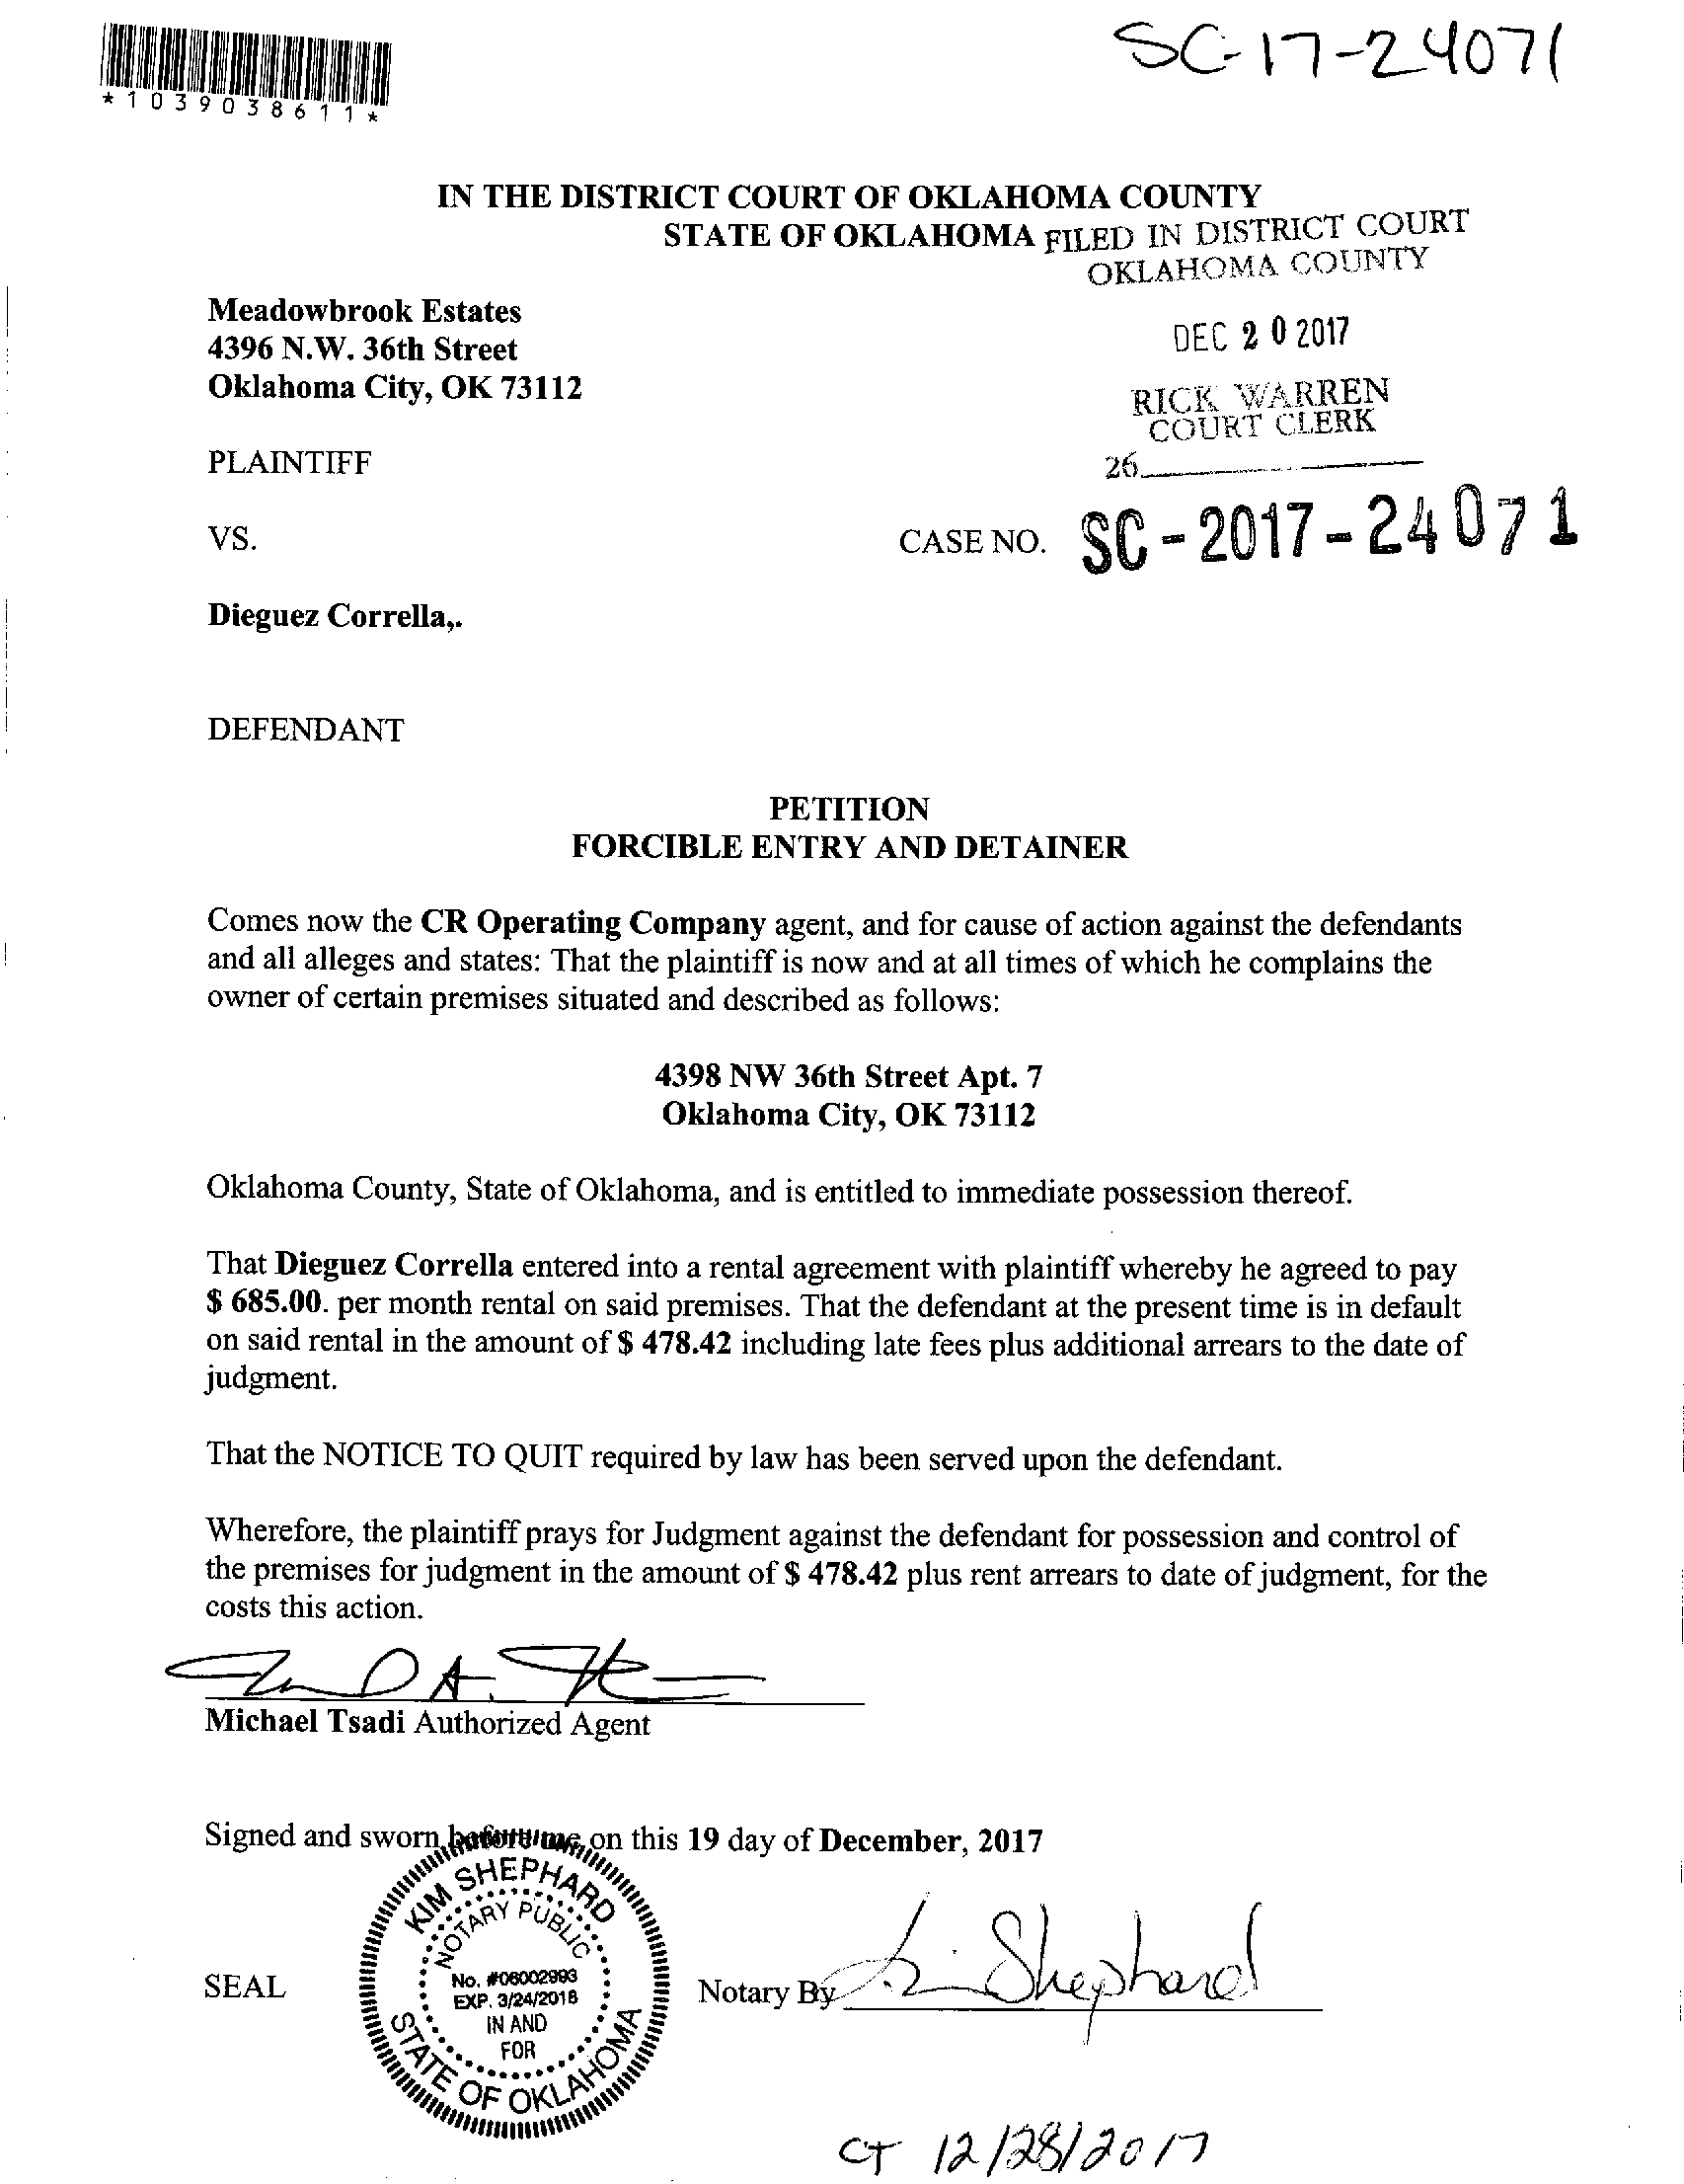 SC-17-24071
*1039038611*
IN THE DISTRICT COURT OF OKLAHOMA COUNTY
STATE OF OKLAHOMA
FILED IN DISTRICT COURT
OKLAHOMA COUNTY
Meadowbrook Estates
4396 N.W. 36th Street
Oklahoma City, OK 73112
DEC 20 2017
RICK WARREN
COURT CLERK
PLAINTIFF
26
VS.
CASE NO. SC-2017-24071
Dieguez Corrella,.
DEFENDANT
PETITION
FORCIBLE ENTRY AND DETAINER
Comes now the CR Operating Company agent, and for cause of action against the defendants
and all alleges and states: That the plaintiff is now and at all times of which he complains the
owner of certain premises situated and described as follows:
4398 NW 36th Street Apt. 7
Oklahoma City, OK 73112
Oklahoma County, State of Oklahoma, and is entitled to immediate possession thereof.
That Dieguez Corrella entered into a rental agreement with plaintiff whereby he agreed to pay
$ 685.00. per month rental on said premises. That the defendant at the present time is in default
on said rental in the amount of $ 478.42 including late fees plus additional arrears to the date of
judgment.
That the NOTICE TO QUIT required by law has been served upon the defendant.
Wherefore, the plaintiff prays for Judgment against the defendant for possession and control of
the premises for judgment in the amount of $ 478.42 plus rent arrears to date of judgment, for the
costs this action.
Michael Tsadi Authorized Agent
Signed and sworn before me on this 19 day of December, 2017
KIM SHEPHARD
NOTARY PUBLIC
No. #06002993
EXP. 3/24/2018
IN AND
FOR
STATE OF OKLAHOMA
SEAL
Notary By Kim Shephard
CT 12/28/2017